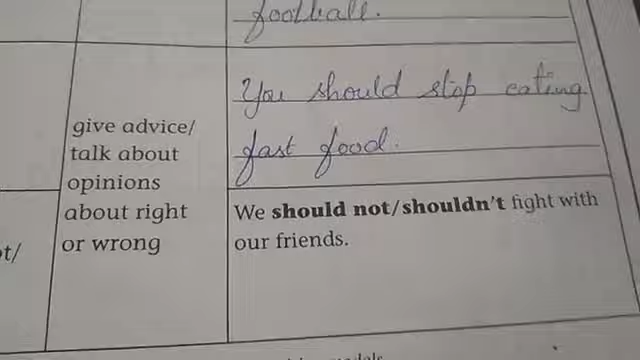 football.
You should stop eating
fast food.
give advice/
talk about
opinions
about right
or wrong
We should not/shouldn't fight with
our friends.
t/